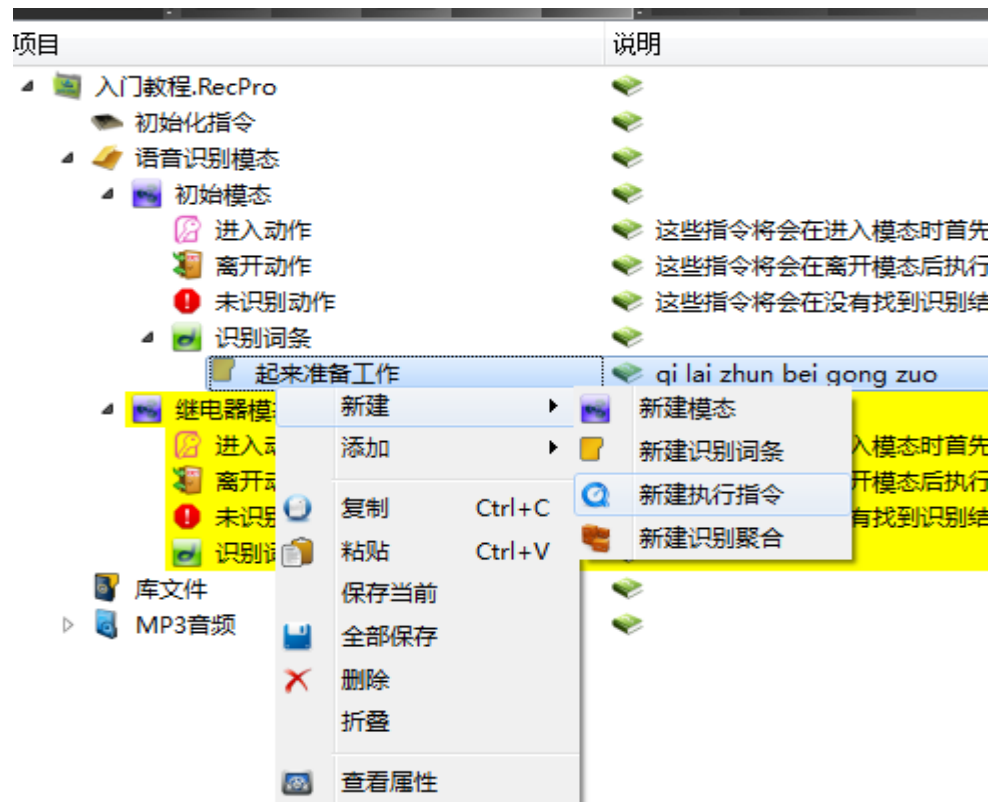 项目 说明
入门教程.RecPro
初始化指令
语音识别模态
初始模态
进入动作 这些指令将会在进入模态时首先
离开动作 这些指令将会在离开模态后执行
未识别动作 这些指令将会在没有找到识别结
识别词条
起来准备工作 qi lai zhun bei gong zuo
继电器模
新建 新建模态
进入 入模态时首先
添加 新建识别词条
离开 开模态后执行
复制 Ctrl+C 新建执行指令
未识 有找到识别结
粘贴 Ctrl+V 新建识别聚合
识别
库文件
保存当前
MP3音频
全部保存
删除
折叠
查看属性